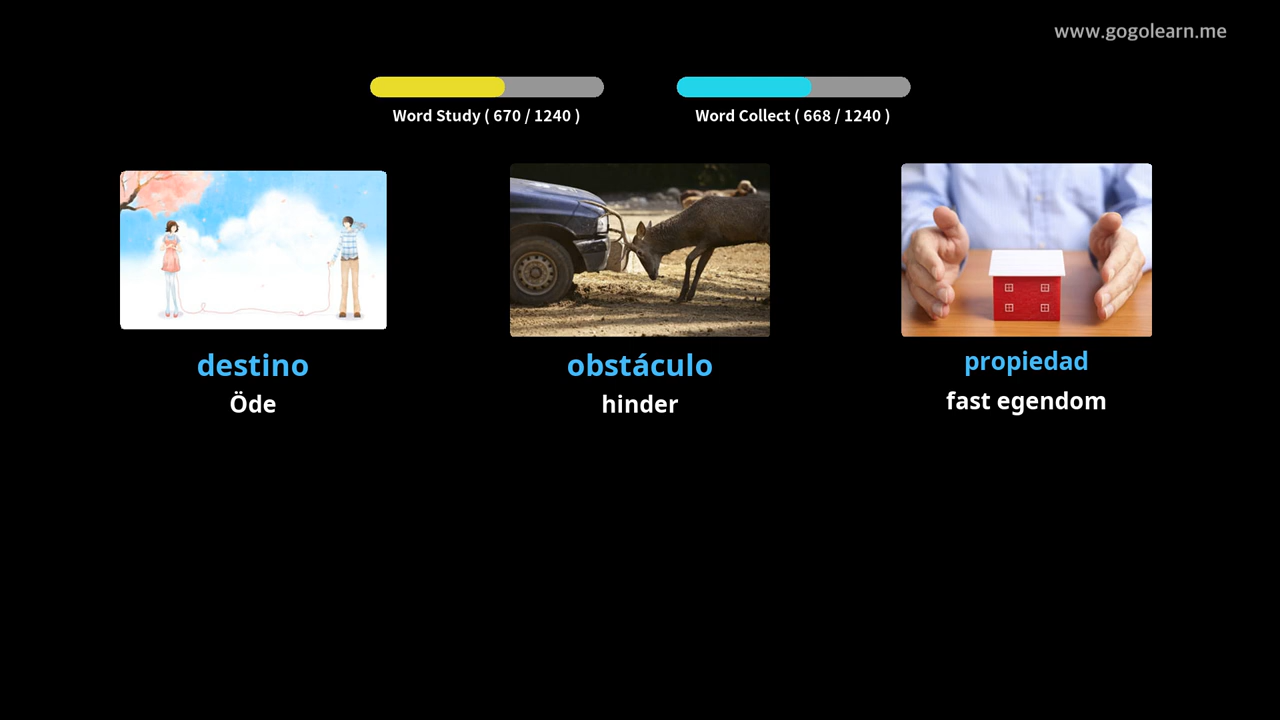 www.gogolearn.me
Word Study ( 670 / 1240 )
Word Collect ( 668 / 1240 )
destino
Öde
obstáculo
hinder
propiedad
fast egendom